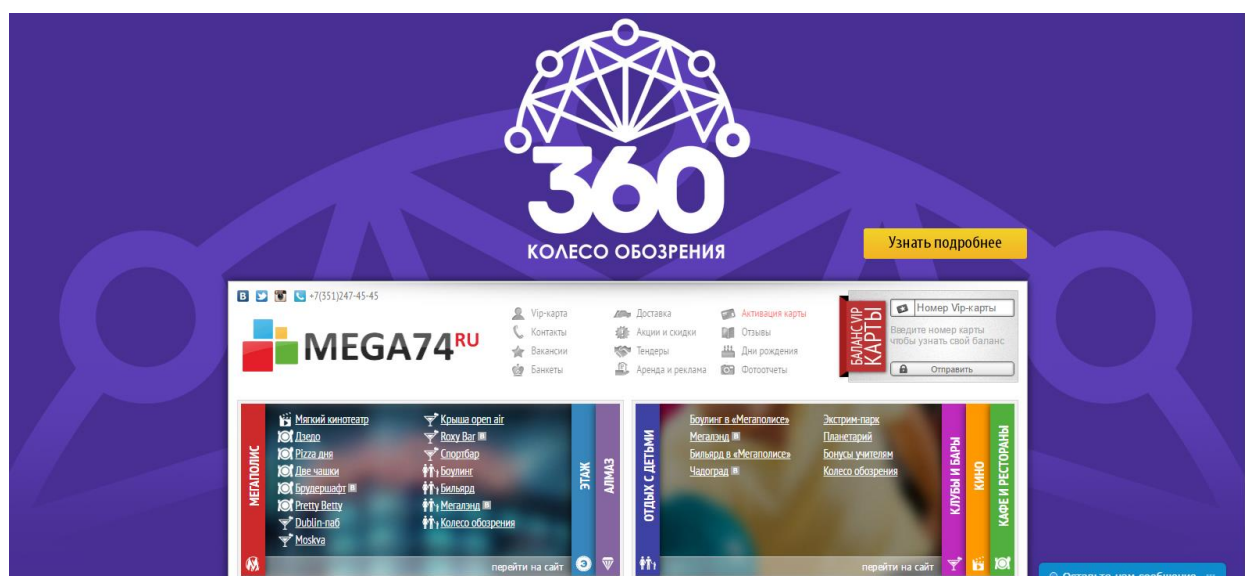 360
КОЛЕСО ОБОЗРЕНИЯ
Узнать подробнее
+7(351)247-45-45
MEGA74RU
Vip-карта
Контакты
Вакансии
Банкеты
Доставка
Акции и скидки
Тендеры
Аренда и реклама
Активация карты
Отзывы
Дни рождения
Фотоотчеты
БАЛАНС VIP
КАРТЫ
Номер Vip-карты
Введите номер карты
чтобы узнать свой баланс
Отправить
МЕГАПОЛИС
Мягкий кинотеатр
Дзедо
Pizza дня
Две чашки
Брудершафт В
Pretty Betty
Dublin-паб
Moskva
Крыша open air
Roxy Bar В
Спортбар
Боулинг
Бильярд
Мегалэнд В
Колесо обозрения
перейти на сайт
ЭТАЖ
Э
АЛМАЗ
ОТДЫХ С ДЕТЬМИ
Боулинг в «Мегаполисе»
Мегалэнд В
Бильярд в «Мегаполисе»
Чадоград В
Экстрим-парк
Планетарий
Бонусы учителям
Колесо обозрения
перейти на сайт
КЛУБЫ И БАРЫ
КИНО
КАФЕ И РЕСТОРАНЫ
Оставьте нам сообщение